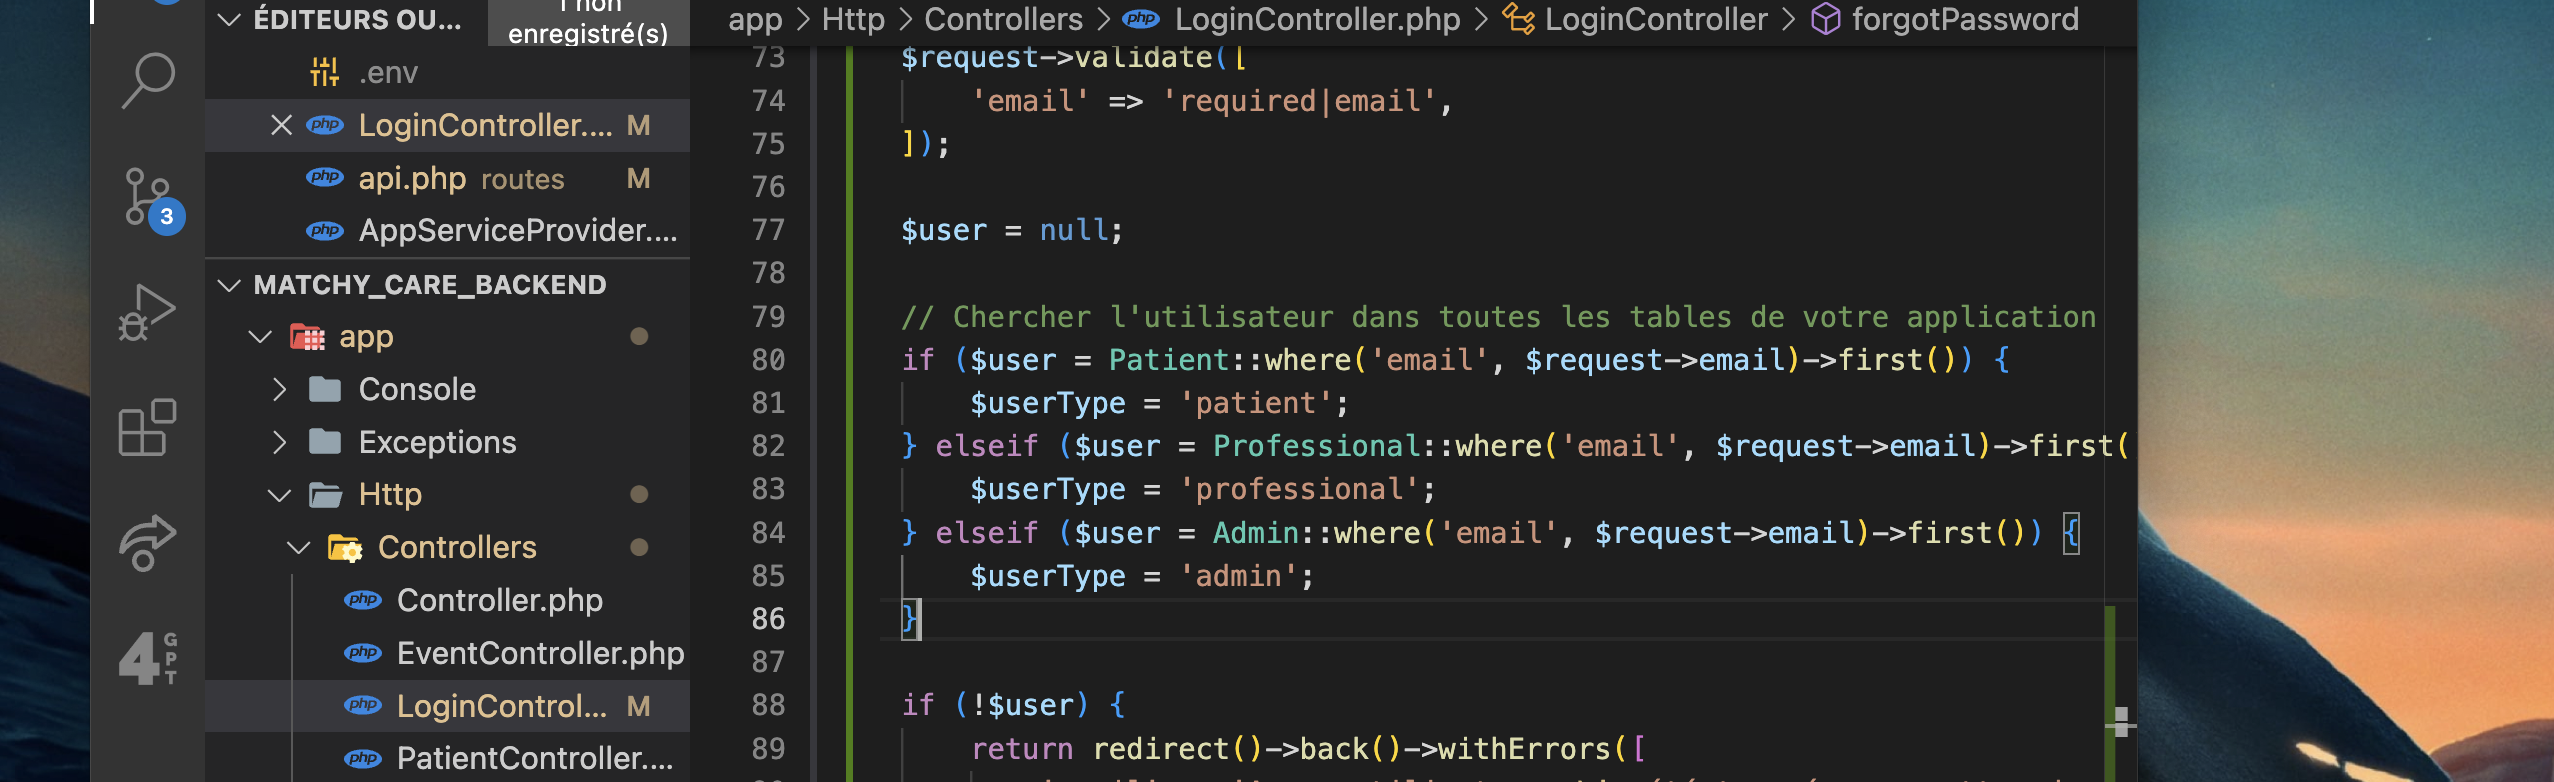 ÉDITEURS OU...
1 non enregistré(s)
.env
LoginController.... M
api.php routes M
AppServiceProvider....
MATCHY_CARE_BACKEND
app
Console
Exceptions
Http
Controllers
Controller.php
EventController.php
LoginControl... M
PatientController....
3
4
GPT
app > Http > Controllers > LoginController.php > LoginController > forgotPassword
73 $request->validate([
74 'email' => 'required|email',
75 ]);
76
77 $user = null;
78
79 // Chercher l'utilisateur dans toutes les tables de votre application
80 if ($user = Patient::where('email', $request->email)->first()) {
81 $userType = 'patient';
82 } elseif ($user = Professional::where('email', $request->email)->first(
83 $userType = 'professional';
84 } elseif ($user = Admin::where('email', $request->email)->first()) {
85 $userType = 'admin';
86 }
87
88 if (!$user) {
89 return redirect()->back()->withErrors([